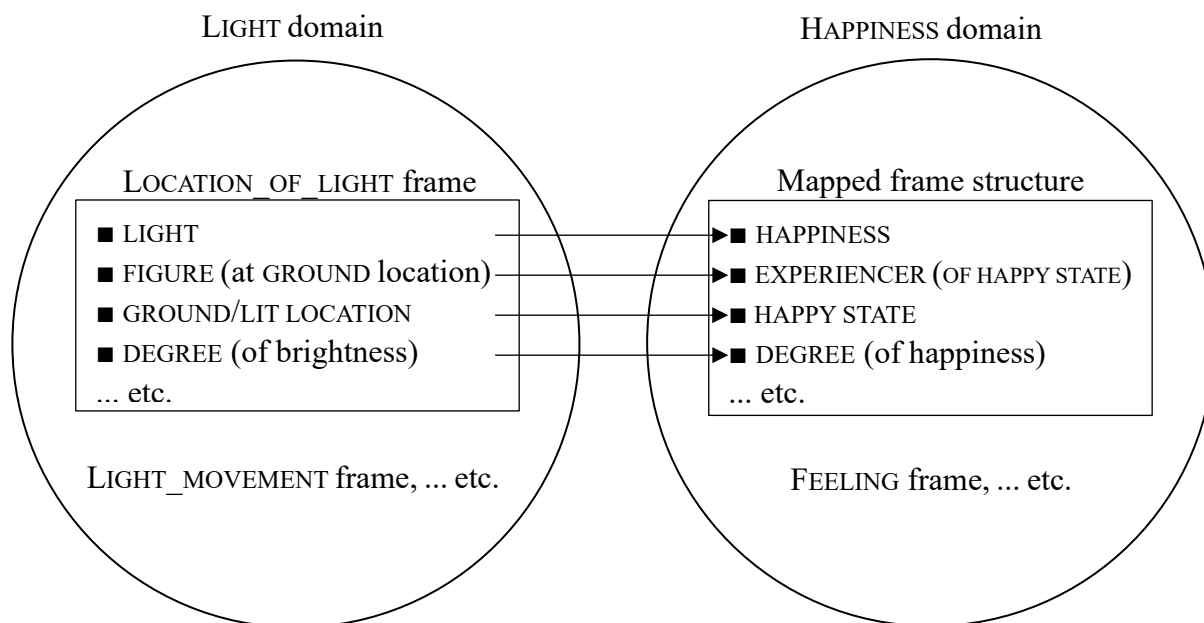 LIGHT domain
HAPPINESS domain
LOCATION_OF_LIGHT frame
■ LIGHT
■ FIGURE (at GROUND location)
■ GROUND/LIT LOCATION
■ DEGREE (of brightness)
... etc.
LIGHT_MOVEMENT frame, ... etc.
Mapped frame structure
■ HAPPINESS
■ EXPERIENCER (OF HAPPY STATE)
■ HAPPY STATE
■ DEGREE (of happiness)
... etc.
FEELING frame, ... etc.